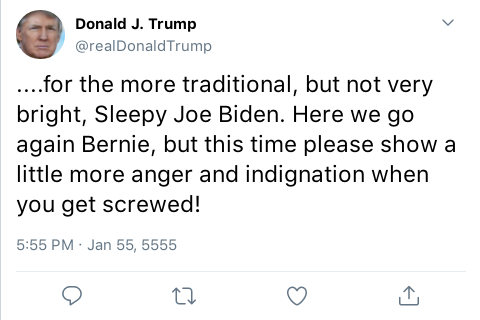 Donald J. Trump
@realDonaldTrump
....for the more traditional, but not very
bright, Sleepy Joe Biden. Here we go
again Bernie, but this time please show a
little more anger and indignation when
you get screwed!
5:55 PM · Jan 55, 5555